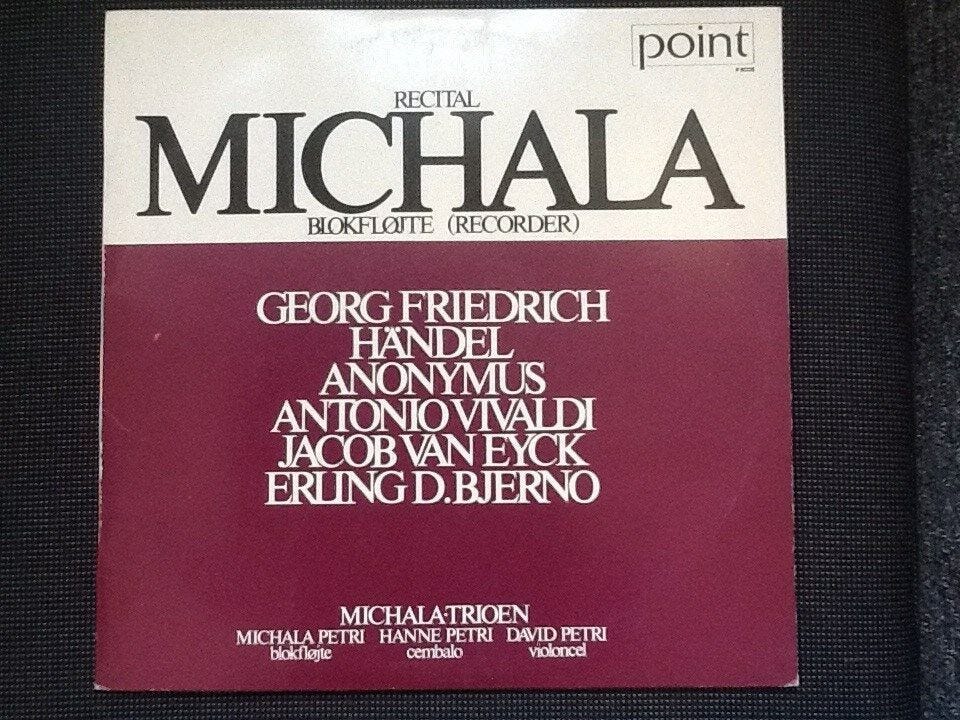 point
RECITAL
MICHALA
BLOKFLØJTE (RECORDER)
GEORG FRIEDRICH
HÄNDEL
ANONYMUS
ANTONIO VIVALDI
JACOB VAN EYCK
ERLING D. BJERNO
MICHALA-TRIOEN
MICHALA PETRI HANNE PETRI DAVID PETRI
blokfløjte cembalo violoncel